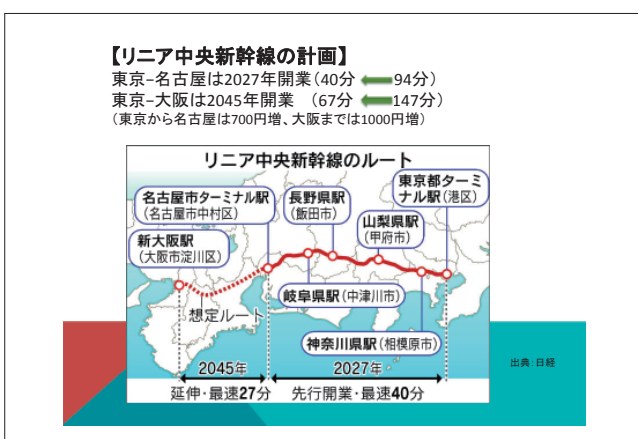 【リニア中央新幹線の計画】
東京–名古屋は2027年開業(40分 94分)
東京–大阪は2045年開業 (67分 147分)
(東京から名古屋は700円増、大阪までは1000円増)
リニア中央新幹線のルート
東京都ターミ
ナル駅(港区)
名古屋市ターミナル駅
(名古屋市中村区)
長野県駅
(飯田市)
山梨県駅
(甲府市)
新大阪駅
(大阪市淀川区)
岐阜県駅(中津川市)
想定ルート
神奈川県駅(相模原市)
2045年
2027年
延伸・最速27分
先行開業・最速40分
出典:日経